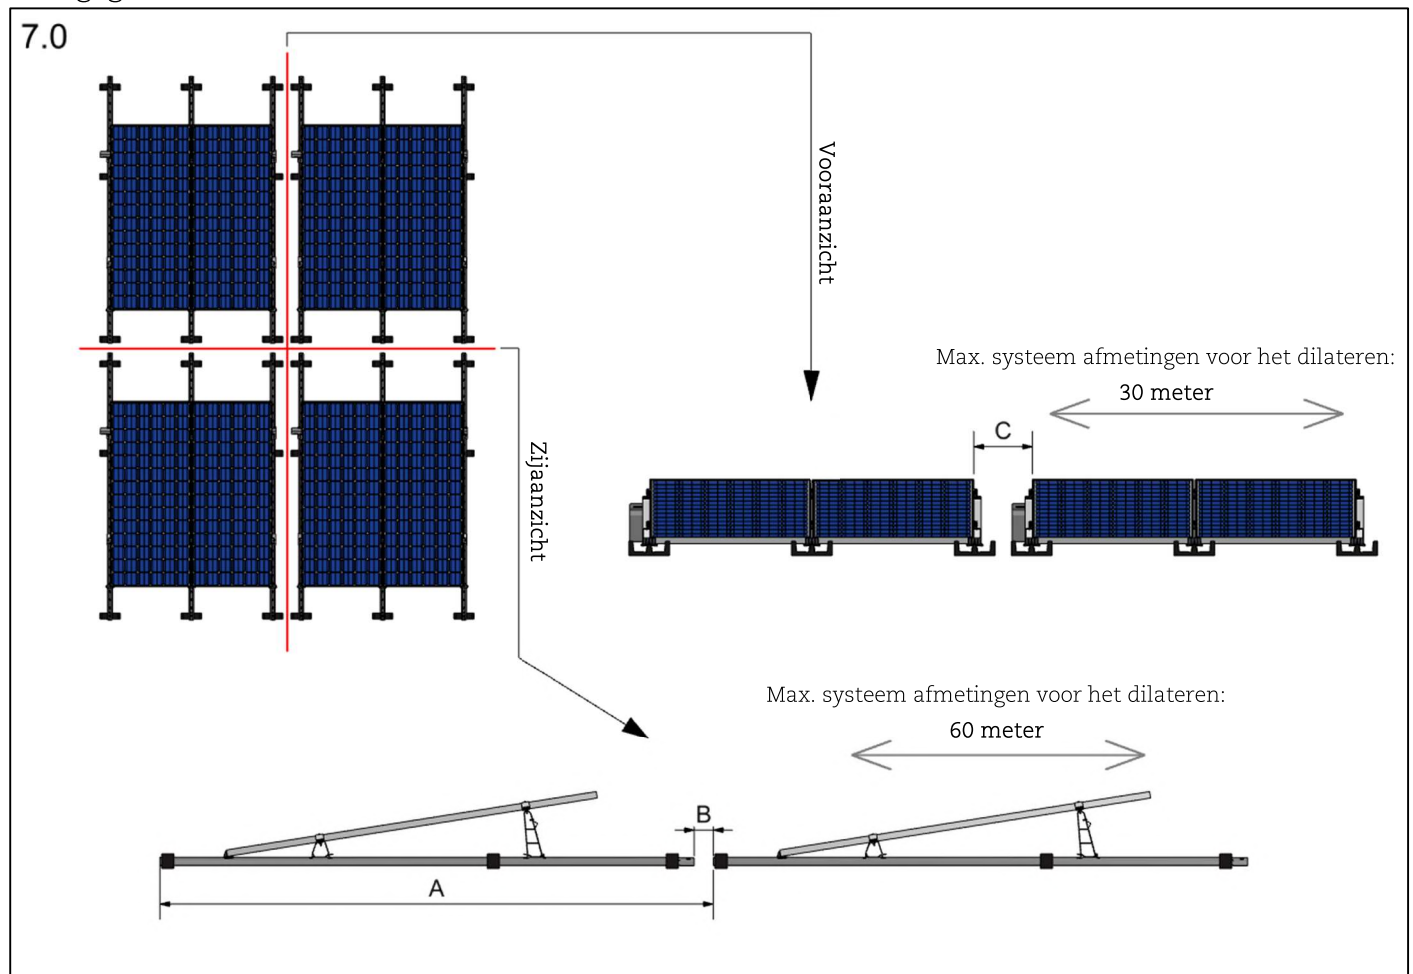 7.0
Vooraanzicht
Max. systeem afmetingen voor het dilateren:
30 meter
C
Zijaanzicht
Max. systeem afmetingen voor het dilateren:
60 meter
B
A